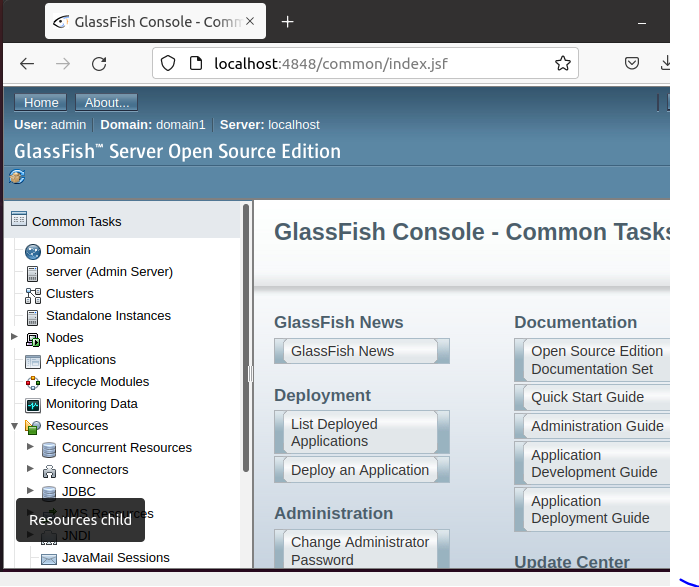 GlassFish Console - Comm
localhost:4848/common/index.jsf
Home About...
User: admin Domain: domain1 Server: localhost
GlassFish™ Server Open Source Edition
Common Tasks
Domain
server (Admin Server)
Clusters
Standalone Instances
Nodes
Applications
Lifecycle Modules
Monitoring Data
Resources
Concurrent Resources
Connectors
JDBC
JMS Resources
Resources child
JNDI
JavaMail Sessions
GlassFish Console - Common Tasks
GlassFish News
GlassFish News
Deployment
List Deployed
Applications
Deploy an Application
Administration
Change Administrator
Password
Documentation
Open Source Edition
Documentation Set
Quick Start Guide
Administration Guide
Application
Development Guide
Application
Deployment Guide
Update Center